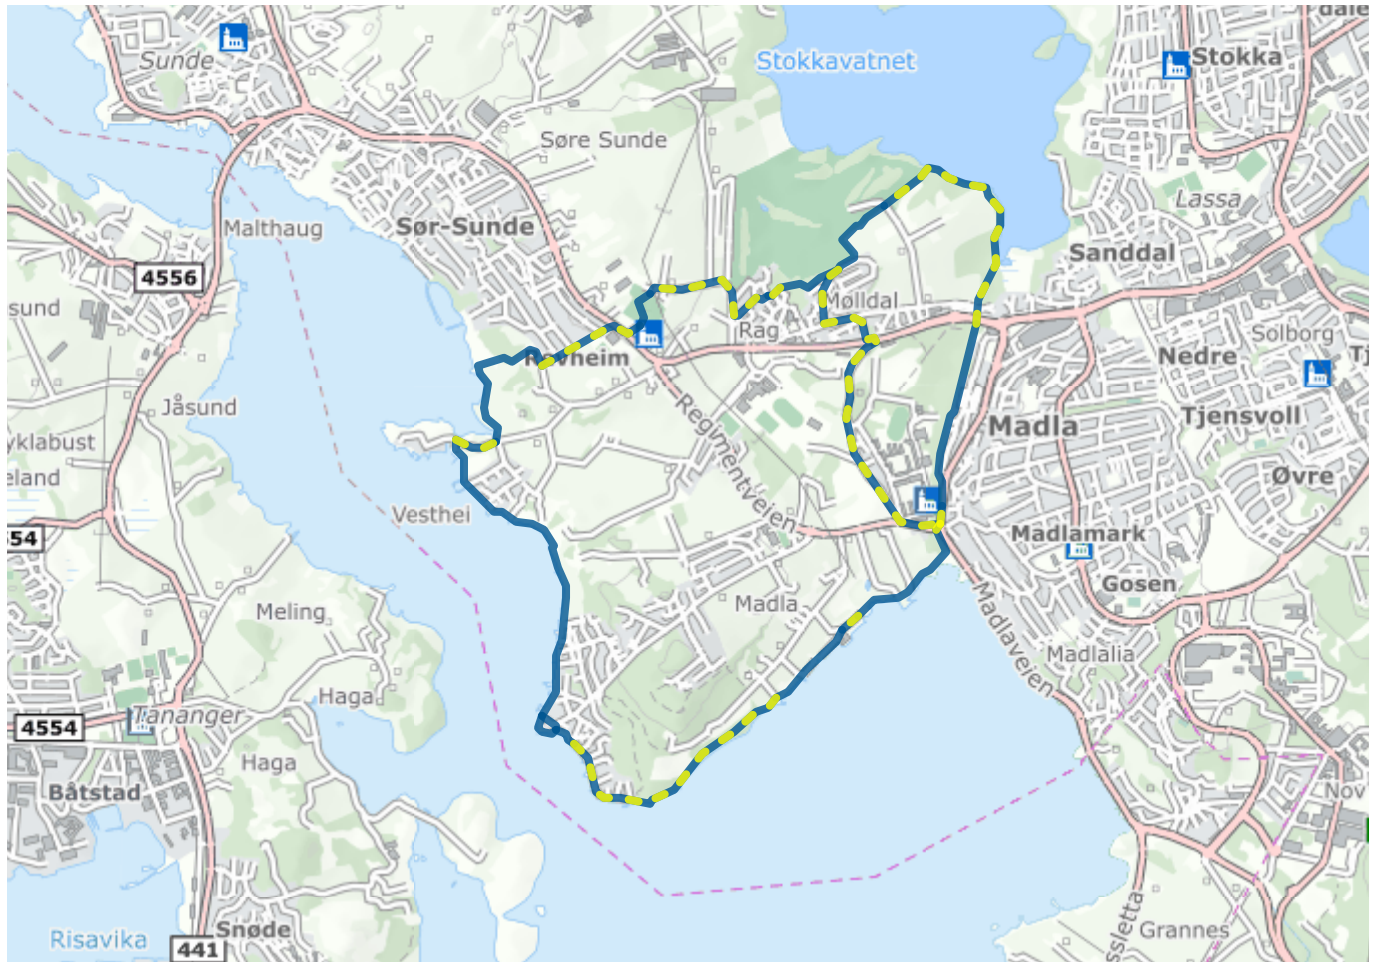 Stokkavatnet
Stokka
Sunde
Søre Sunde
Lassa
Sør-Sunde
Malthaug
Sanddal
4556
Mølldal
sund
Rag
Solborg
Nedre
Jåsund
Regimentveien
Tjensvoll
Madla
yklabust
eland
Øvre
Vesthei
54
Madlamark
Gosen
Meling
Madla
Madlaveien
Madlalia
Haga
Tananger
4554
Haga
Båtstad
Nov
Snøde
Grannes
Risavika
441
ssletta